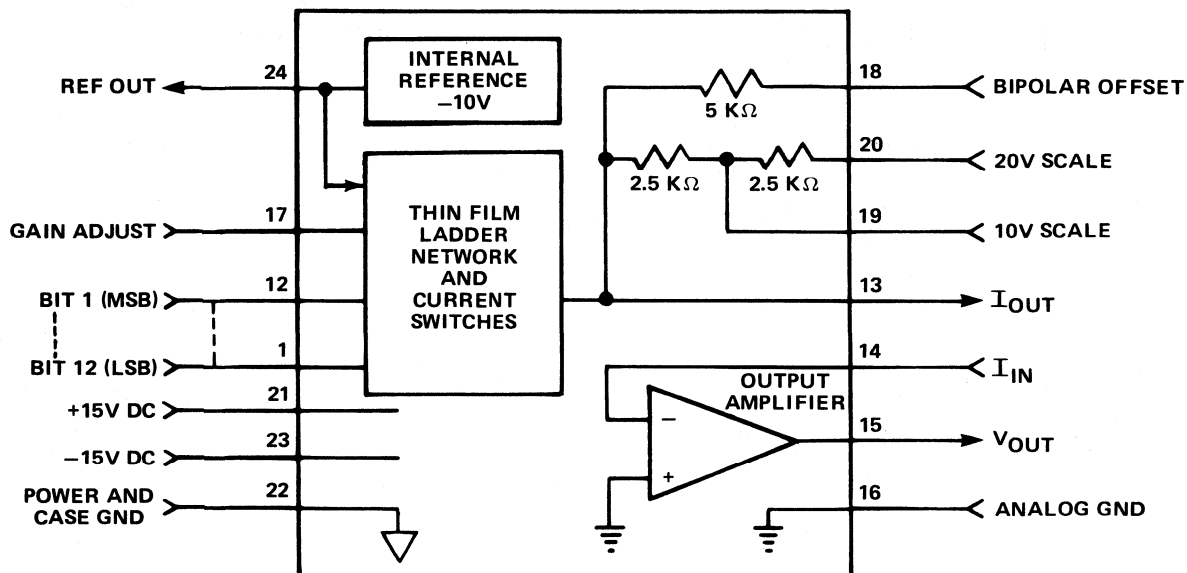 INTERNAL
REFERENCE
–10V
24
REF OUT
18
BIPOLAR OFFSET
5 KΩ
20
20V SCALE
2.5 KΩ
2.5 KΩ
THIN FILM
LADDER
NETWORK
AND
CURRENT
SWITCHES
17
GAIN ADJUST
19
10V SCALE
12
BIT 1 (MSB)
13
IOUT
1
BIT 12 (LSB)
14
IIN
OUTPUT
AMPLIFIER
21
+15V DC
–
15
VOUT
23
–15V DC
+
22
POWER AND
CASE GND
16
ANALOG GND